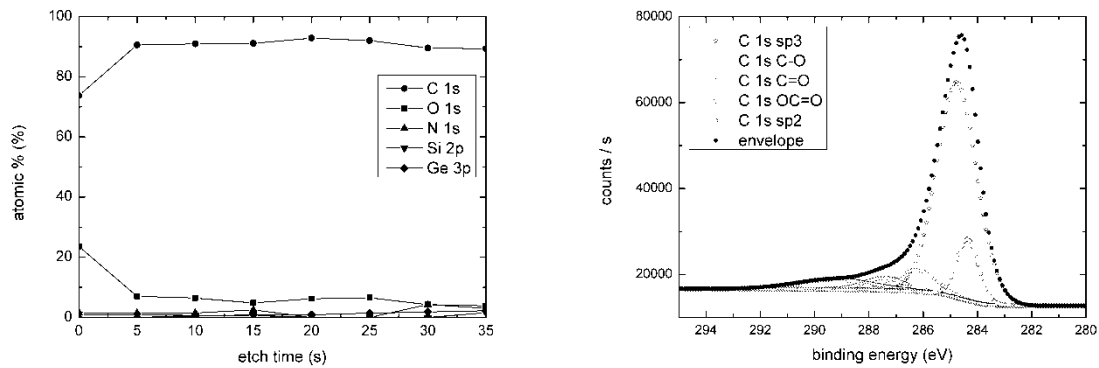 100
80
60
40
20
0
atomic % (%)
C 1s
O 1s
N 1s
Si 2p
Ge 3p
0 5 10 15 20 25 30 35
etch time (s)
80000
60000
40000
20000
counts / s
C 1s sp3
C 1s C-O
C 1s C=O
C 1s OC=O
C 1s sp2
envelope
294 292 290 288 286 284 282 280
binding energy (eV)